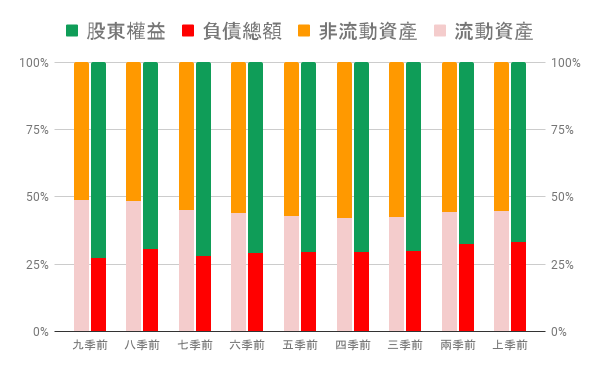 股東權益 負債總額 非流動資產 流動資產
100% 100%
75% 75%
50% 50%
25% 25%
0% 0%
九季前 八季前 七季前 六季前 五季前 四季前 三季前 兩季前 上季前